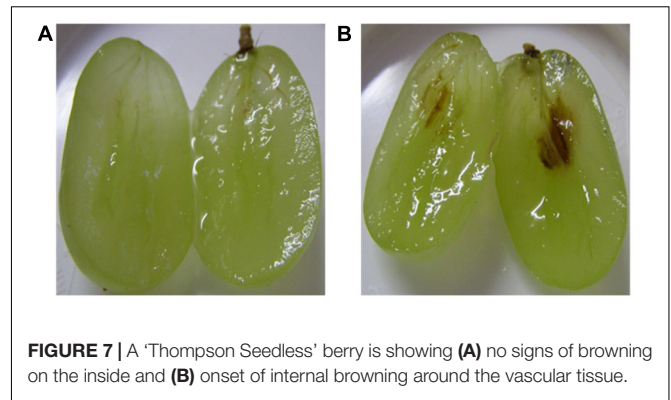 A B
FIGURE 7 | A ‘Thompson Seedless’ berry is showing (A) no signs of browning
on the inside and (B) onset of internal browning around the vascular tissue.